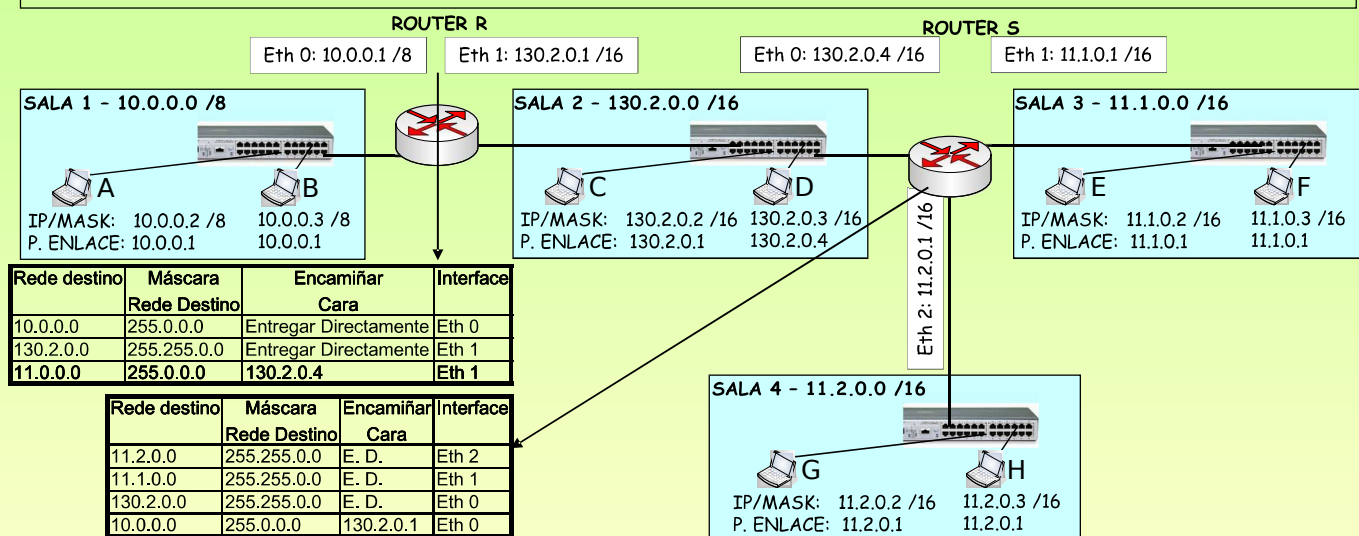 ROUTER R
ROUTER S
Eth 0: 10.0.0.1 /8
Eth 1: 130.2.0.1 /16
Eth 0: 130.2.0.4 /16
Eth 1: 11.1.0.1 /16
SALA 1 - 10.0.0.0 /8
A
B
IP/MASK: 10.0.0.2 /8 10.0.0.3 /8
P. ENLACE: 10.0.0.1 10.0.0.1
SALA 2 - 130.2.0.0 /16
C
D
IP/MASK: 130.2.0.2 /16 130.2.0.3 /16
P. ENLACE: 130.2.0.1 130.2.0.4
SALA 3 - 11.1.0.0 /16
E
F
IP/MASK: 11.1.0.2 /16 11.1.0.3 /16
P. ENLACE: 11.1.0.1 11.1.0.1
Eth 2: 11.2.0.1 /16
Rede destino Máscara Encamiñar Interface
Rede Destino Cara
10.0.0.0 255.0.0.0 Entregar Directamente Eth 0
130.2.0.0 255.255.0.0 Entregar Directamente Eth 1
11.0.0.0 255.0.0.0 130.2.0.4 Eth 1
Rede destino Máscara Encamiñar Interface
Rede Destino Cara
11.2.0.0 255.255.0.0 E. D. Eth 2
11.1.0.0 255.255.0.0 E. D. Eth 1
130.2.0.0 255.255.0.0 E. D. Eth 0
10.0.0.0 255.0.0.0 130.2.0.1 Eth 0
SALA 4 - 11.2.0.0 /16
G
H
IP/MASK: 11.2.0.2 /16 11.2.0.3 /16
P. ENLACE: 11.2.0.1 11.2.0.1